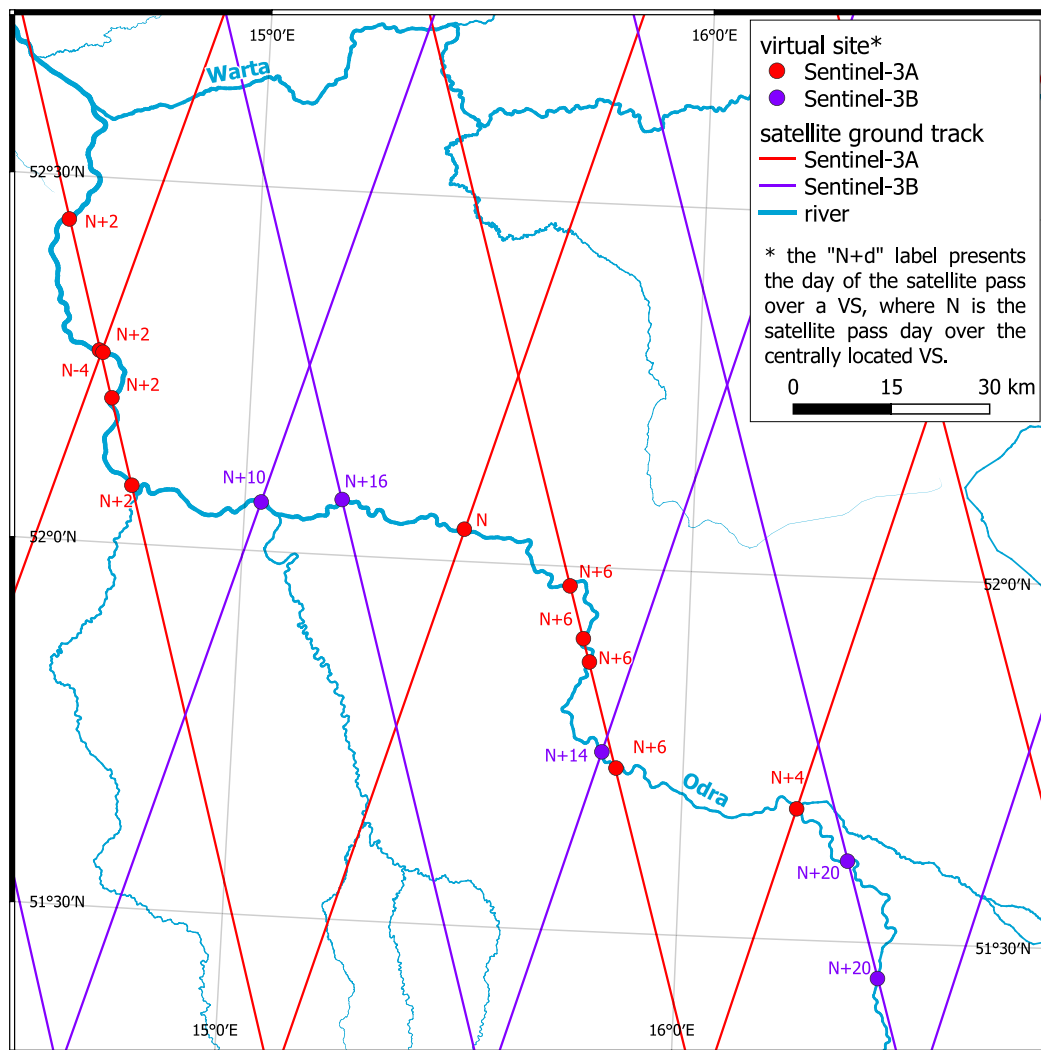 15°0′E
16°0′E
virtual site*
Sentinel-3A
Sentinel-3B
satellite ground track
Sentinel-3A
Sentinel-3B
river
* the "N+d" label presents
the day of the satellite pass
over a VS, where N is the
satellite pass day over the
centrally located VS.
0 15 30 km
Warta
52°30′N
N+2
N+2
N-4
N+2
N+10
N+16
N+2
N
52°0′N
N+6
52°0′N
N+6
N+6
N+14
N+6
Odra
N+4
N+20
51°30′N
51°30′N
N+20
15°0′E
16°0′E